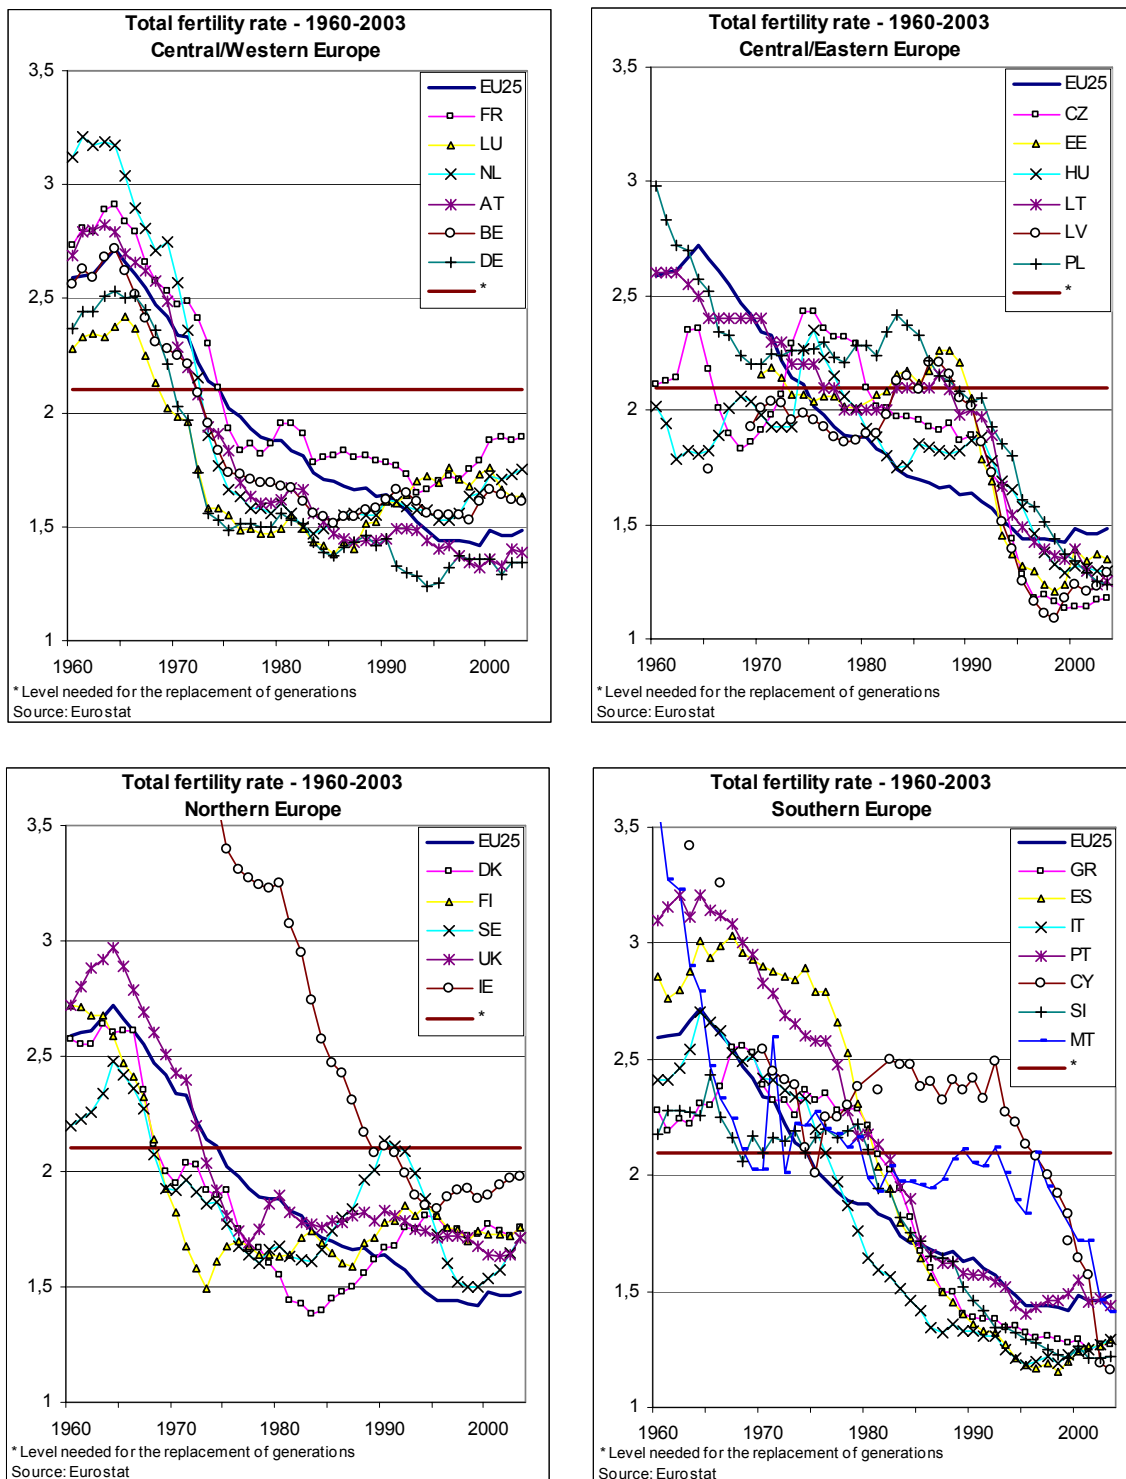 Total fertility rate - 1960-2003
Central/Western Europe
3,5
3
2,5
2
1,5
1
1960
1970
1980
1990
2000
EU25
FR
LU
NL
AT
BE
DE
*
* Level needed for the replacement of generations
Source: Eurostat
Total fertility rate - 1960-2003
Central/Eastern Europe
3,5
3
2,5
2
1,5
1
1960
1970
1980
1990
2000
EU25
CZ
EE
HU
LT
LV
PL
*
* Level needed for the replacement of generations
Source: Eurostat
Total fertility rate - 1960-2003
Northern Europe
3,5
3
2,5
2
1,5
1
1960
1970
1980
1990
2000
EU25
DK
FI
SE
UK
IE
*
* Level needed for the replacement of generations
Source: Eurostat
Total fertility rate - 1960-2003
Southern Europe
3,5
3
2,5
2
1,5
1
1960
1970
1980
1990
2000
EU25
GR
ES
IT
PT
CY
SI
MT
*
* Level needed for the replacement of generations
Source: Eurostat